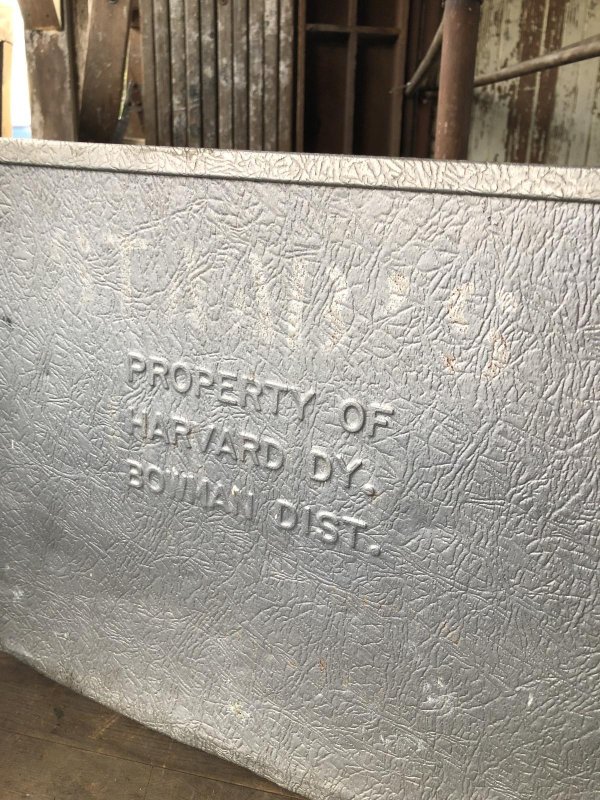 PROPERTY OF
HARVARD DY.
BOWMAN DIST.